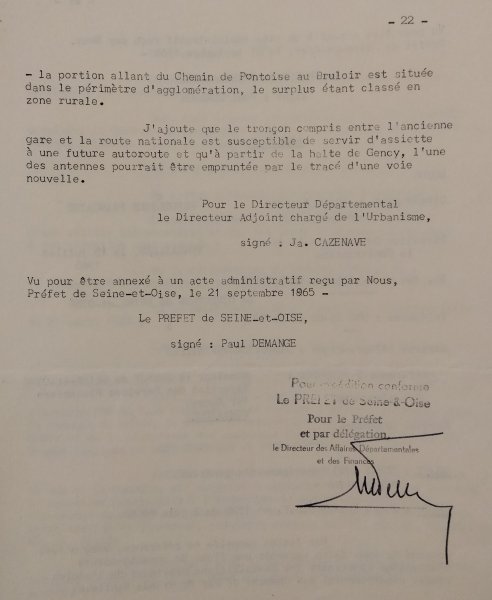 - 22 -
- la portion allant du Chemin de Pontoise au Bruloir est située
dans le périmètre d'agglomération, le surplus étant classé en
zone rurale.
J'ajoute que le tronçon compris entre l'ancienne
gare et la route nationale est susceptible de servir d'assiette
à une future autoroute et qu'à partir de la halte de Gency, l'une
des antennes pourrait être empruntée par le tracé d'une voie
nouvelle.
Pour le Directeur Départemental
le Directeur Adjoint chargé de l'Urbanisme,
signé : Ja. CAZENAVE
Vu pour être annexé à un acte administratif reçu par Nous,
Préfet de Seine-et-Oise, le 21 septembre 1965 -
Le PREFET de SEINE-et-OISE,
signé : Paul DEMANGE
Pour expédition conforme
Le PREFET de Seine-&-Oise
Pour le Préfet
et par délégation,
le Directeur des Affaires Départementales
et des Finances